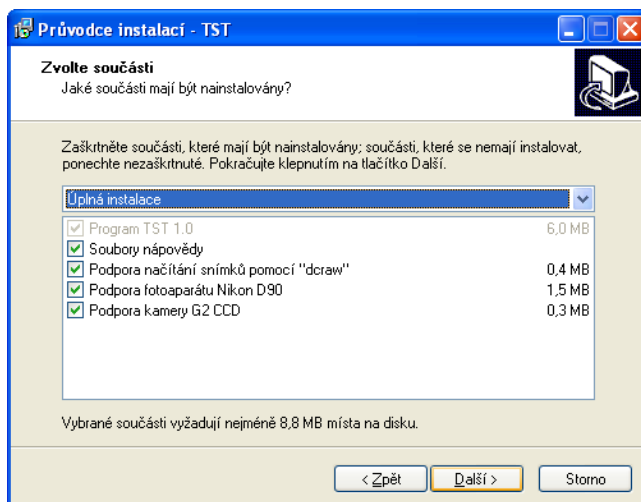 Průvodce instalací - TST
Zvolte součásti
Jaké součásti mají být nainstalovány?
Zaškrtněte součásti, které mají být nainstalovány; součásti, které se nemají instalovat,
ponechte nezaškrtnuté. Pokračujte klepnutím na tlačítko Další.
Úplná instalace
Program TST 1.0 6,0 MB
Soubory nápovědy
Podpora načítání snímků pomocí "dcraw" 0,4 MB
Podpora fotoaparátu Nikon D90 1,5 MB
Podpora kamery G2 CCD 0,3 MB
Vybrané součásti vyžadují nejméně 8,8 MB místa na disku.
< Zpět Další > Storno